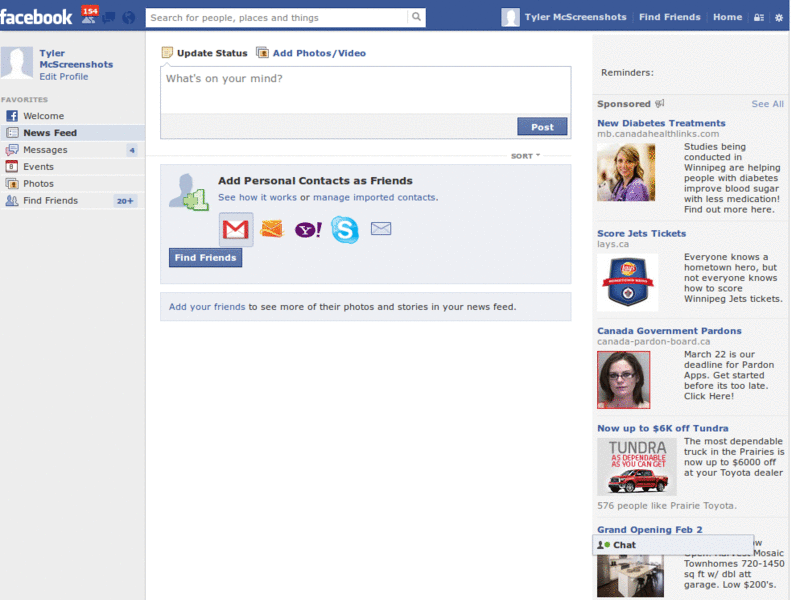 facebook
154
Search for people, places and things
Tyler McScreenshots
Find Friends
Home
Tyler
McScreenshots
Edit Profile
FAVORITES
Welcome
News Feed
Messages 4
8
Events
Photos
Find Friends 20+
Update Status
Add Photos/Video
What's on your mind?
Post
SORT
+1
Add Personal Contacts as Friends
See how it works or manage imported contacts.
Y!
S
Find Friends
Add your friends to see more of their photos and stories in your news feed.
Reminders:
Sponsored See All
New Diabetes Treatments
mb.canadahealthlinks.com
Studies being
conducted in
Winnipeg are helping
people with diabetes
improve blood sugar
with less medication!
Find out more here.
Score Jets Tickets
lays.ca
Lay's
HOMETOWN HERO
Everyone knows a
hometown hero, but
not everyone knows
how to score
Winnipeg Jets tickets.
Canada Government Pardons
canada-pardon-board.ca
March 22 is our
deadline for Pardon
Apps. Get started
before its too late.
Click Here!
Now up to $6K off Tundra
TUNDRA
AS DEPENDABLE
AS YOU CAN GET
The most dependable
truck in the Prairies is
now up to $6000 off
at your Toyota dealer
576 people like Prairie Toyota.
Grand Opening Feb 2
Chat
Mosaic
Townhomes 720-1450
sq ft w/ dbl att
garage. Low $200's.